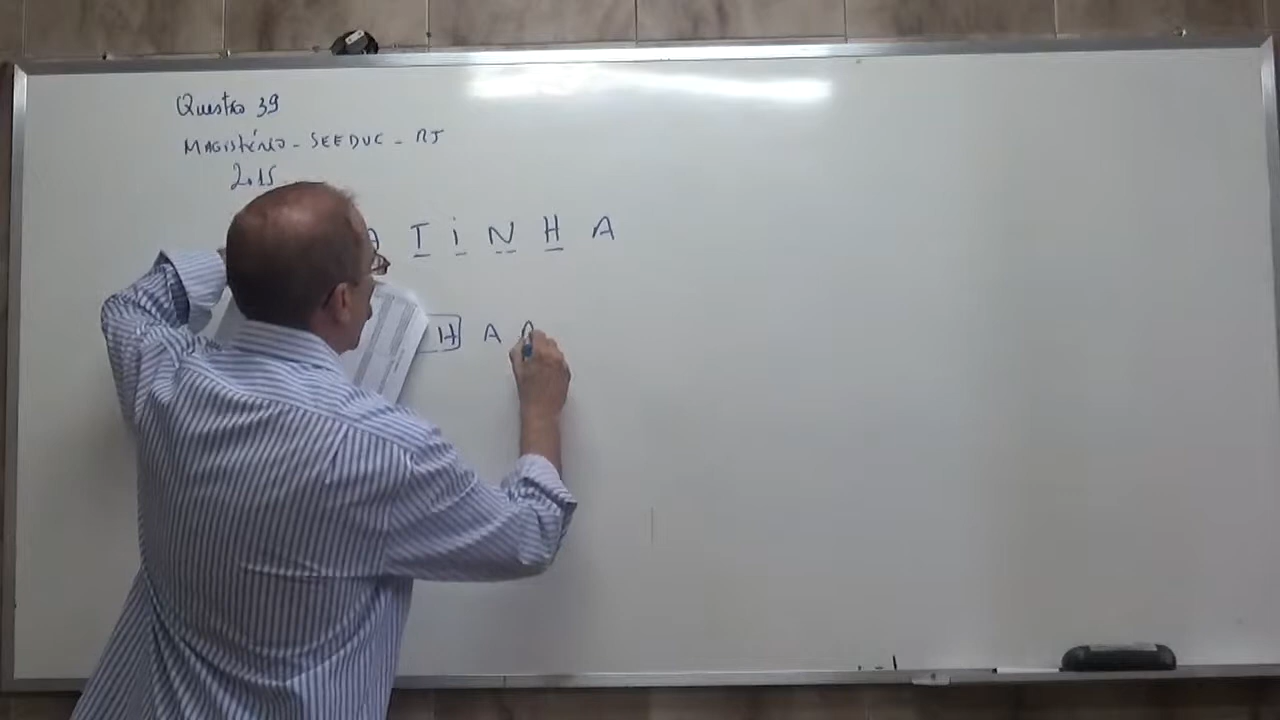 Questão 39
MAGISTÉRIO - SEEDUC - RJ
2015
A T i N H A
H A